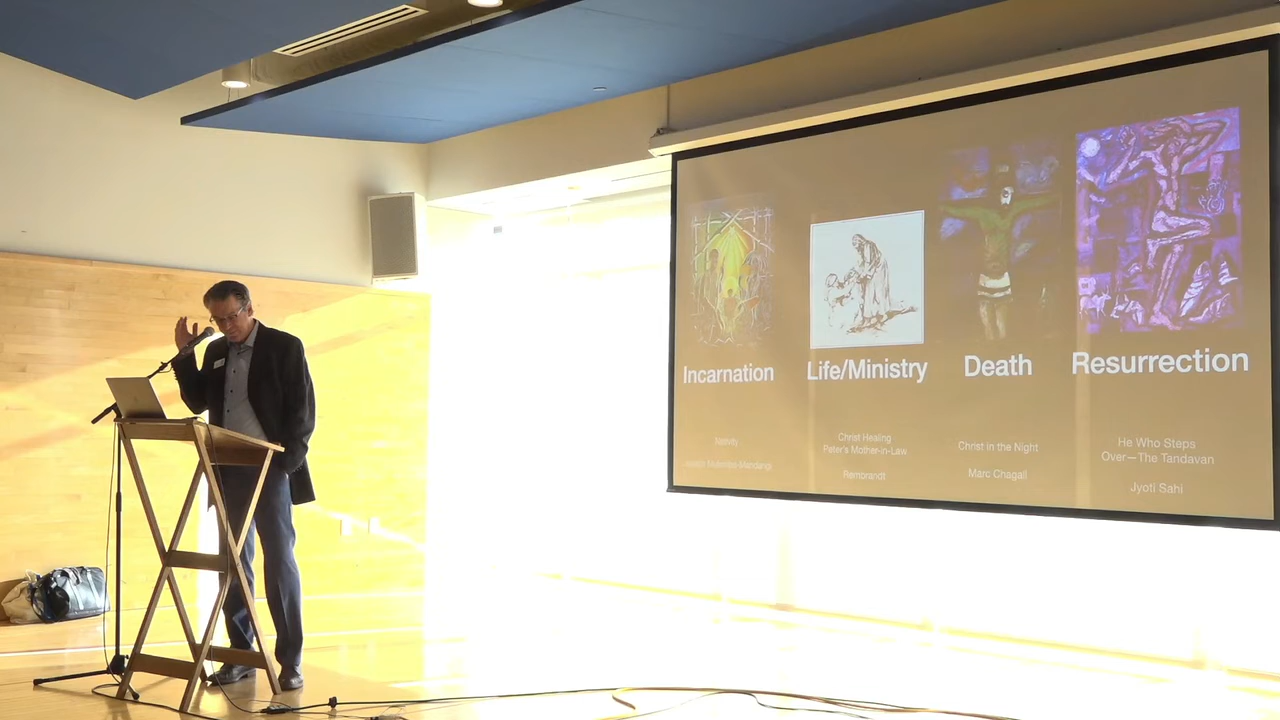 Incarnation
Nativity
Life/Ministry
Christ Healing
Peter's Mother-in-Law
Rembrandt
Death
Christ in the Night
Marc Chagall
Resurrection
He Who Steps
Over—The Tandavan
Jyoti Sahi